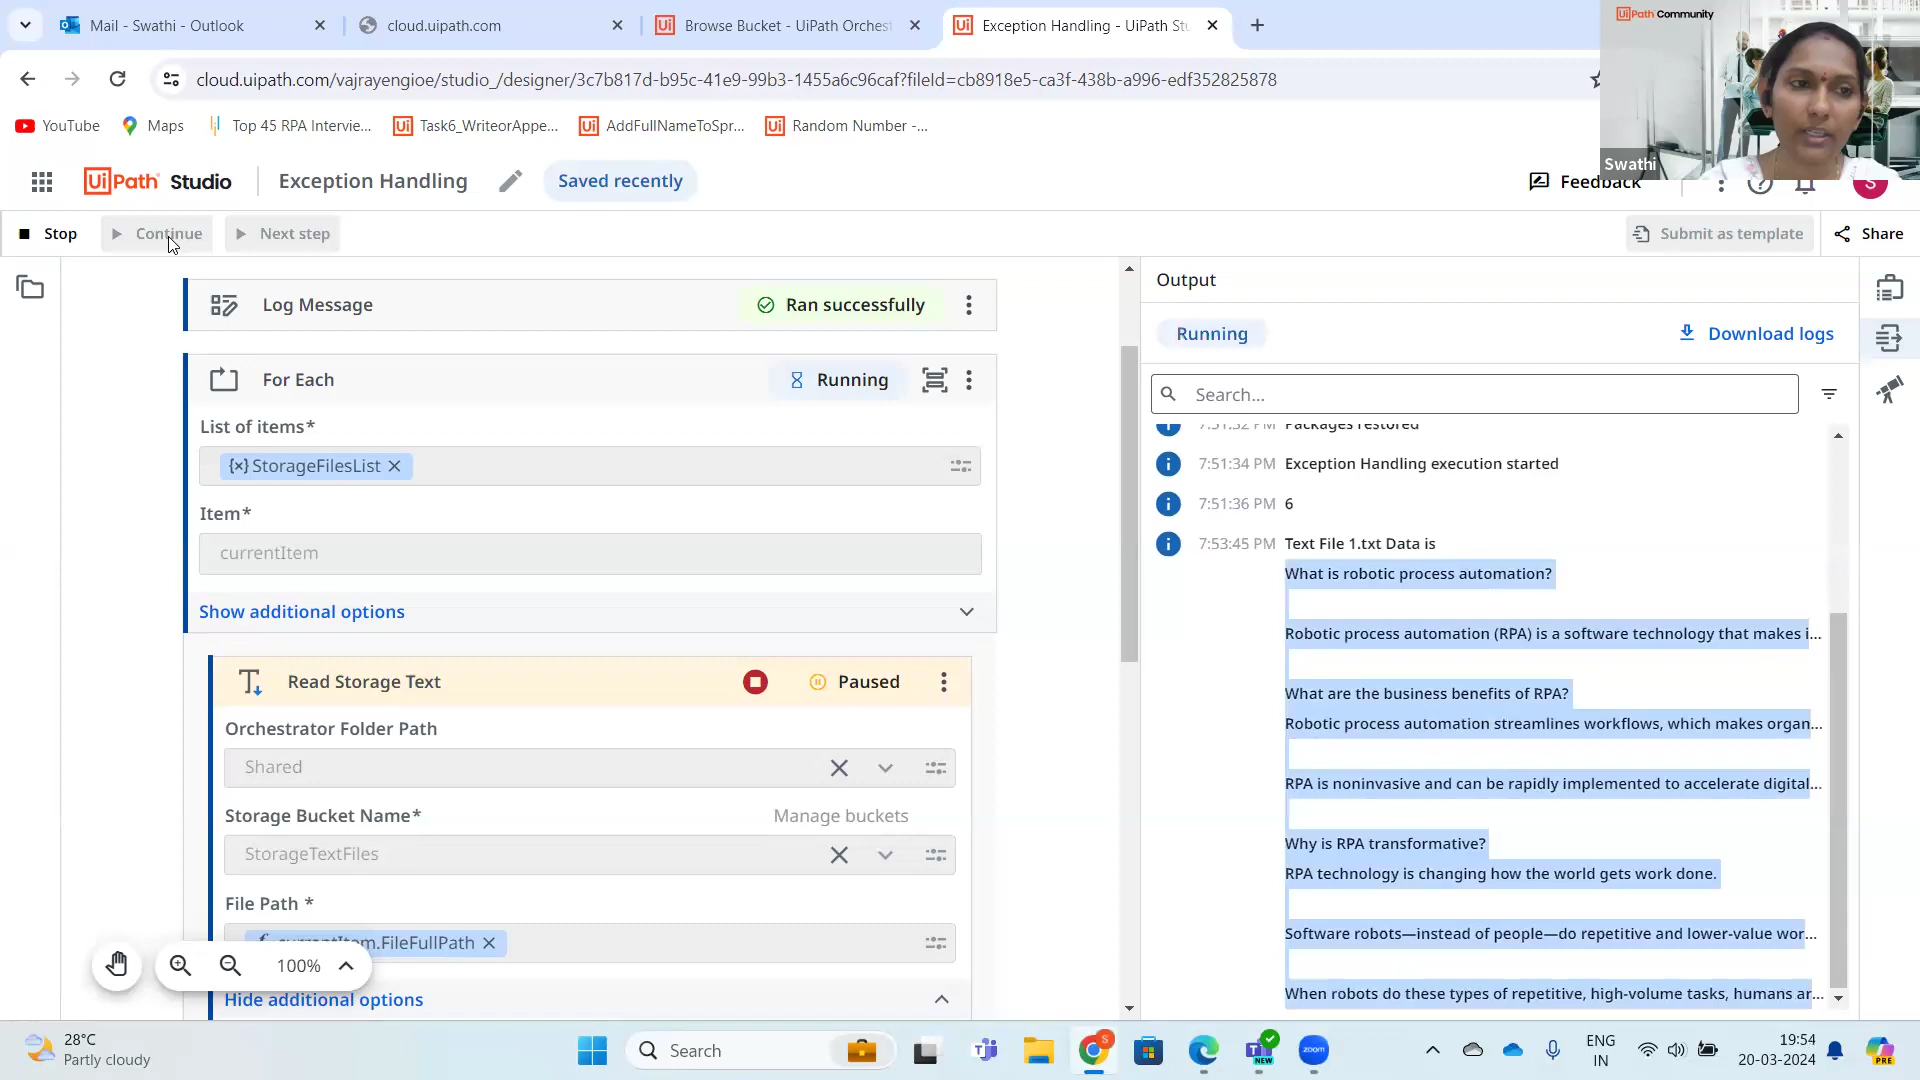 Mail - Swathi - Outlook
cloud.uipath.com
Browse Bucket - UiPath Orchest
Exception Handling - UiPath Stu
cloud.uipath.com/vajrayengioe/studio_/designer/3c7b817d-b95c-41e9-99b3-1455a6c96caf?fileId=cb8918e5-ca3f-438b-a996-edf352825878
YouTube
Maps
Top 45 RPA Intervie...
Task6_WriteorAppe...
AddFullNameToSpr...
Random Number -...
UiPath Community
Swathi
UiPath Studio
Exception Handling
Saved recently
Feedback
S
Stop
Continue
Next step
Submit as template
Share
Log Message
Ran successfully
For Each
Running
List of items*
{x} StorageFilesList
Item*
currentItem
Show additional options
Read Storage Text
Paused
Orchestrator Folder Path
Shared
Storage Bucket Name*
Manage buckets
StorageTextFiles
File Path *
currentItem.FileFullPath
100%
Hide additional options
Output
Running
Download logs
Search...
7:51:32 PM Packages restored
7:51:34 PM Exception Handling execution started
7:51:36 PM 6
7:53:45 PM Text File 1.txt Data is
What is robotic process automation?
Robotic process automation (RPA) is a software technology that makes i...
What are the business benefits of RPA?
Robotic process automation streamlines workflows, which makes organ...
RPA is noninvasive and can be rapidly implemented to accelerate digital...
Why is RPA transformative?
RPA technology is changing how the world gets work done.
Software robots—instead of people—do repetitive and lower-value wor...
When robots do these types of repetitive, high-volume tasks, humans ar...
28°C
Partly cloudy
Search
S
NEW
zoom
ENG
IN
19:54
20-03-2024
PRE